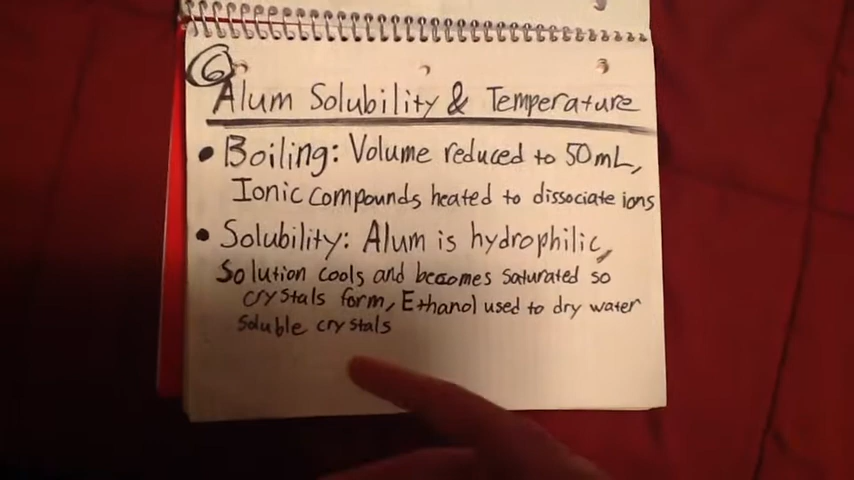 6
Alum Solubility & Temperature
• Boiling: Volume reduced to 50mL,
Ionic compounds heated to dissociate ions
• Solubility: Alum is hydrophilic,
Solution cools and becomes saturated so
crystals form, Ethanol used to dry water
soluble crystals